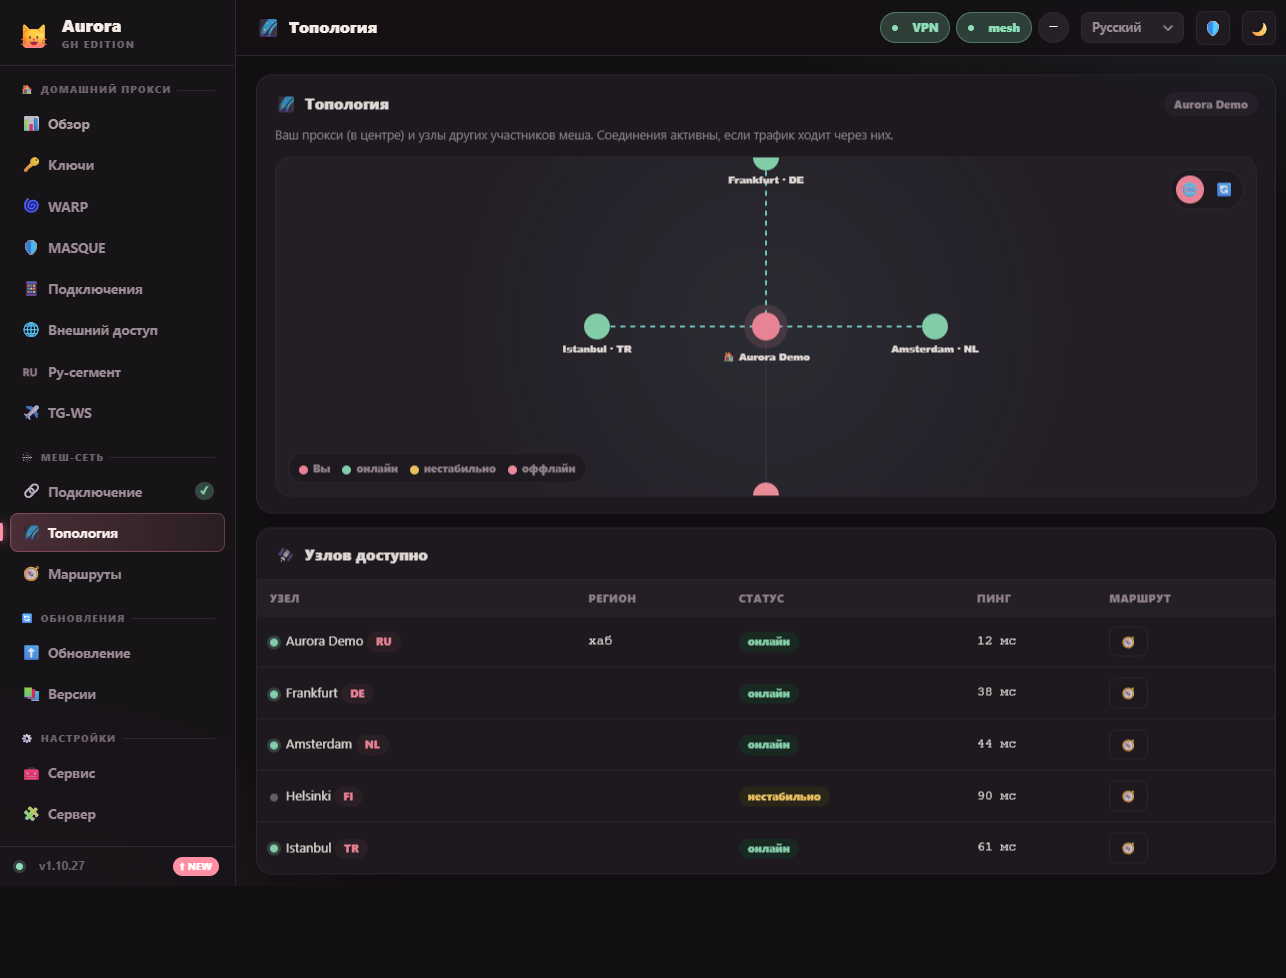 Aurora
GH EDITION
ДОМАШНИЙ ПРОКСИ
Обзор
Ключи
WARP
MASQUE
Подключения
Внешний доступ
RU Ру-сегмент
TG-WS
МЕШ-СЕТЬ
Подключение
Топология
Маршруты
ОБНОВЛЕНИЯ
Обновление
Версии
НАСТРОЙКИ
Сервис
Сервер
v1.10.27 NEW
Топология
VPN mesh Русский
Топология Aurora Demo
Ваш прокси (в центре) и узлы других участников меша. Соединения активны, если трафик ходит через них.
Frankfurt · DE
Istanbul · TR
Aurora Demo
Amsterdam · NL
Вы онлайн нестабильно оффлайн
Узлов доступно
УЗЕЛ РЕГИОН СТАТУС ПИНГ МАРШРУТ
Aurora Demo RU хаб онлайн 12 мс
Frankfurt DE онлайн 38 мс
Amsterdam NL онлайн 44 мс
Helsinki FI нестабильно 90 мс
Istanbul TR онлайн 61 мс